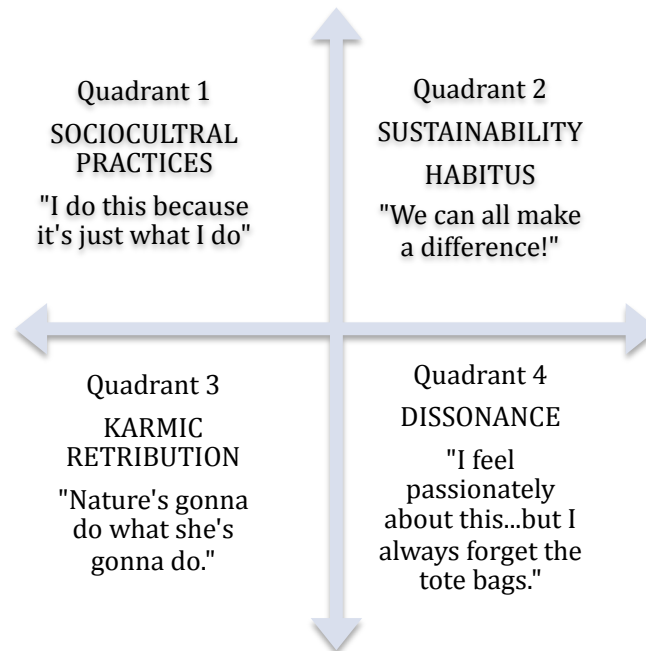 Quadrant 1
SOCIOCULTRAL
PRACTICES
"I do this because
it's just what I do"
Quadrant 2
SUSTAINABILITY
HABITUS
"We can all make
a difference!"
Quadrant 3
KARMIC
RETRIBUTION
"Nature's gonna
do what she's
gonna do."
Quadrant 4
DISSONANCE
"I feel
passionately
about this...but I
always forget the
tote bags."